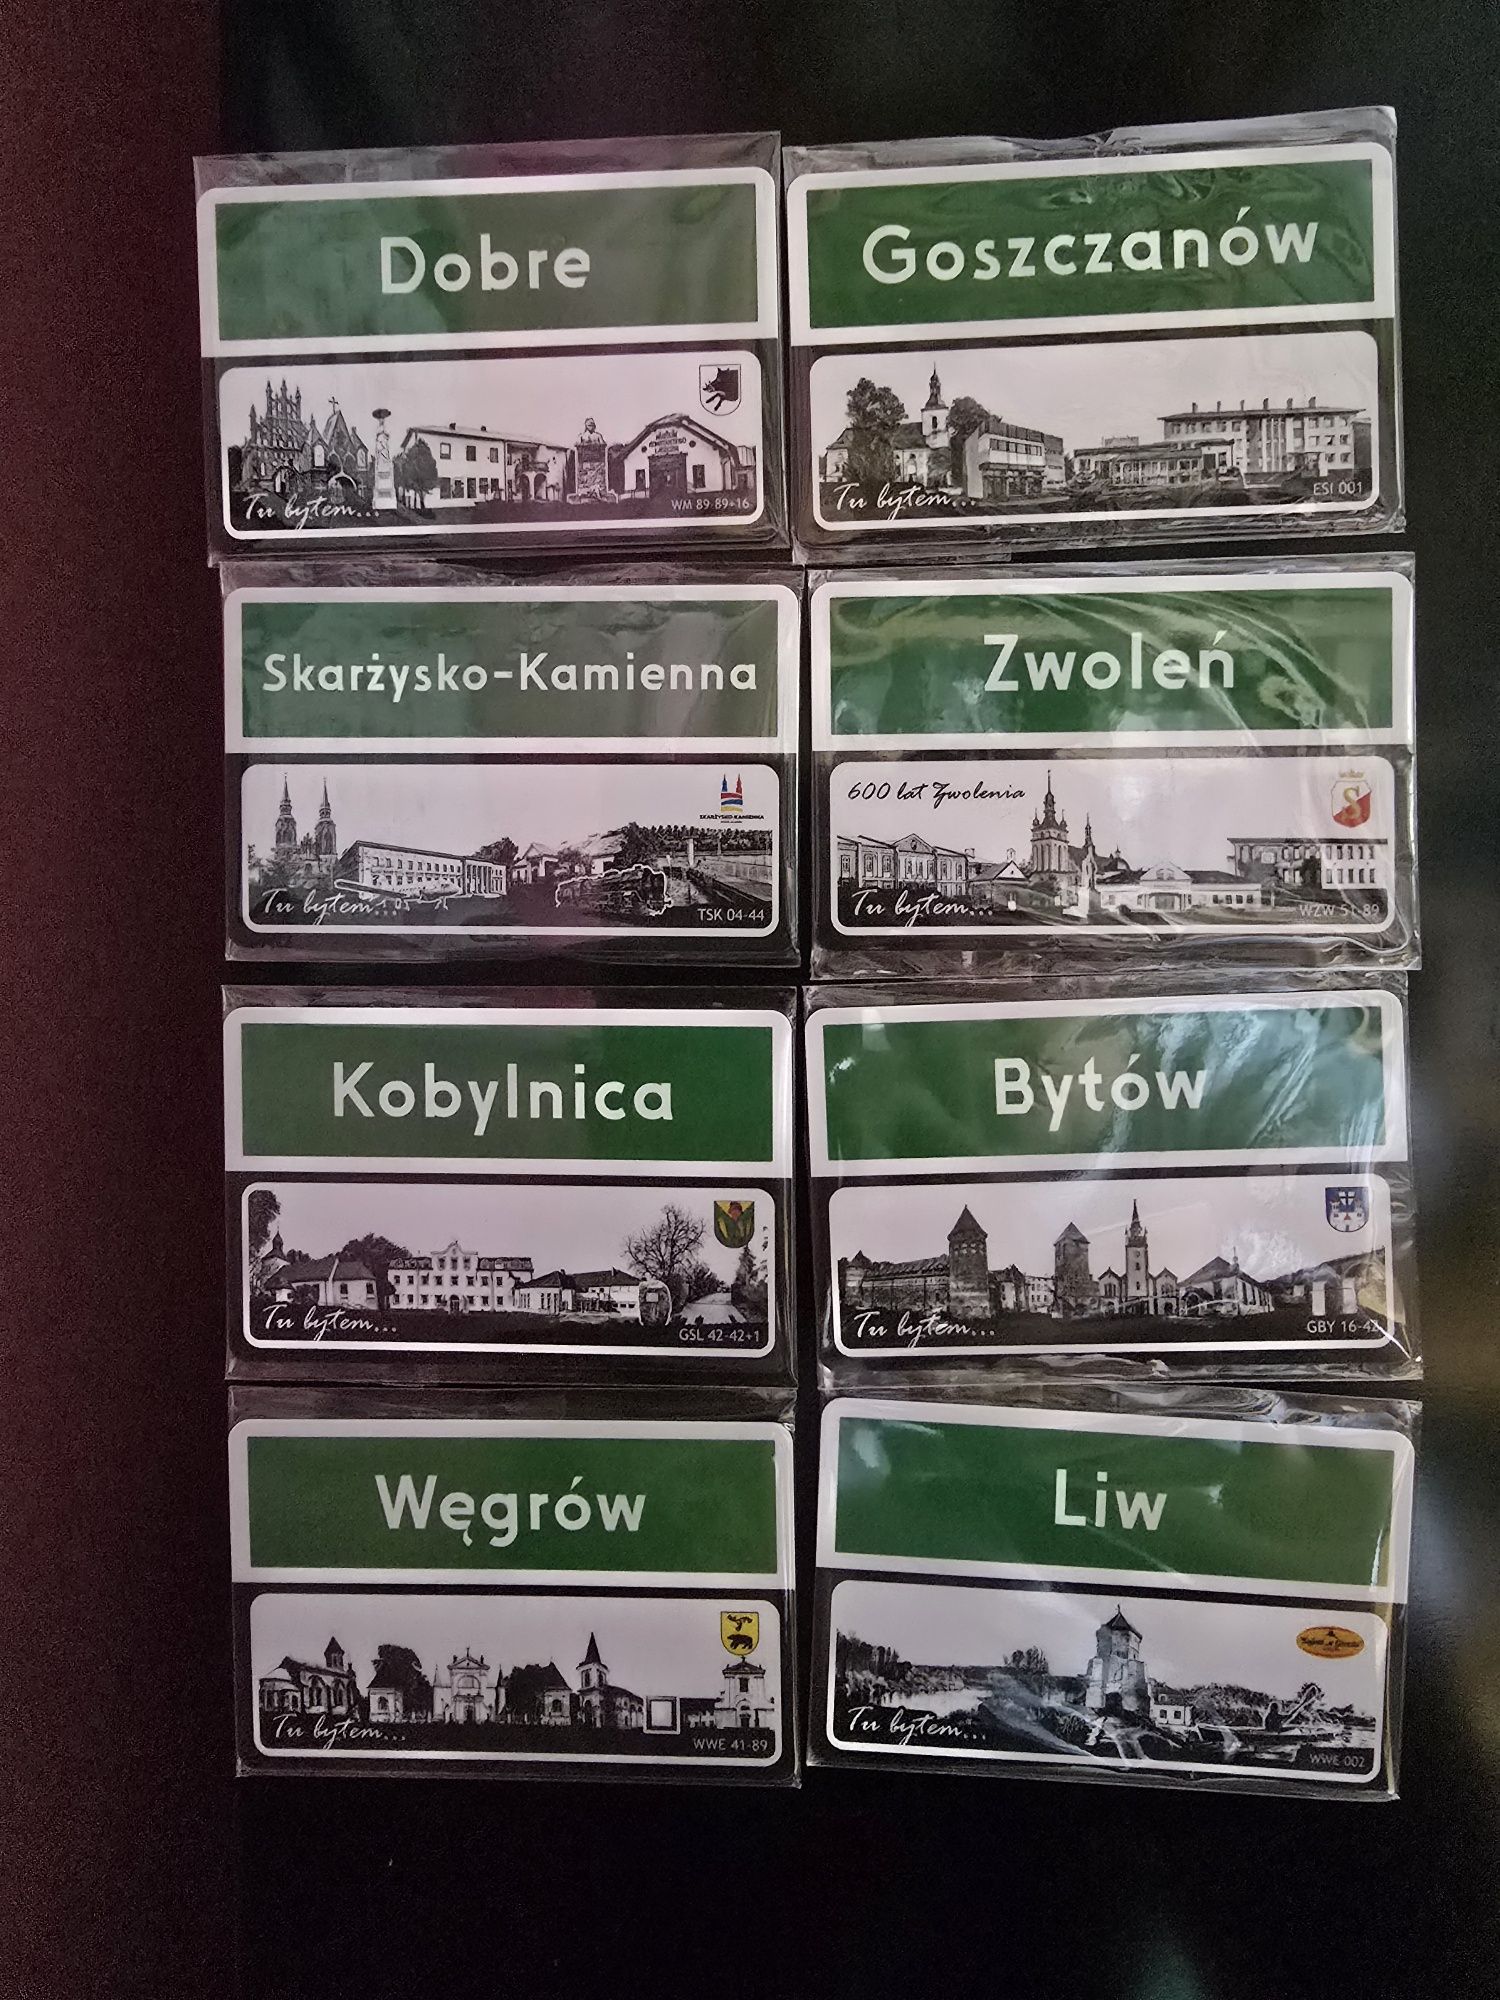 Dobre
Tu byłem...
WM 89 89+16
Goszczanów
Tu byłem...
ESI 001
Skarżysko-Kamienna
SKARŻYSKO-KAMIENNA
Tu byłem...
TSK 04-44
Zwoleń
600 lat Zwolenia
S
Tu byłem...
WZW 51-89
Kobylnica
Tu byłem...
GSL 42-42+1
Bytów
Tu byłem...
GBY 16-42
Węgrów
Tu byłem...
WWE 41-89
Liw
Tu byłem...
WWE 002